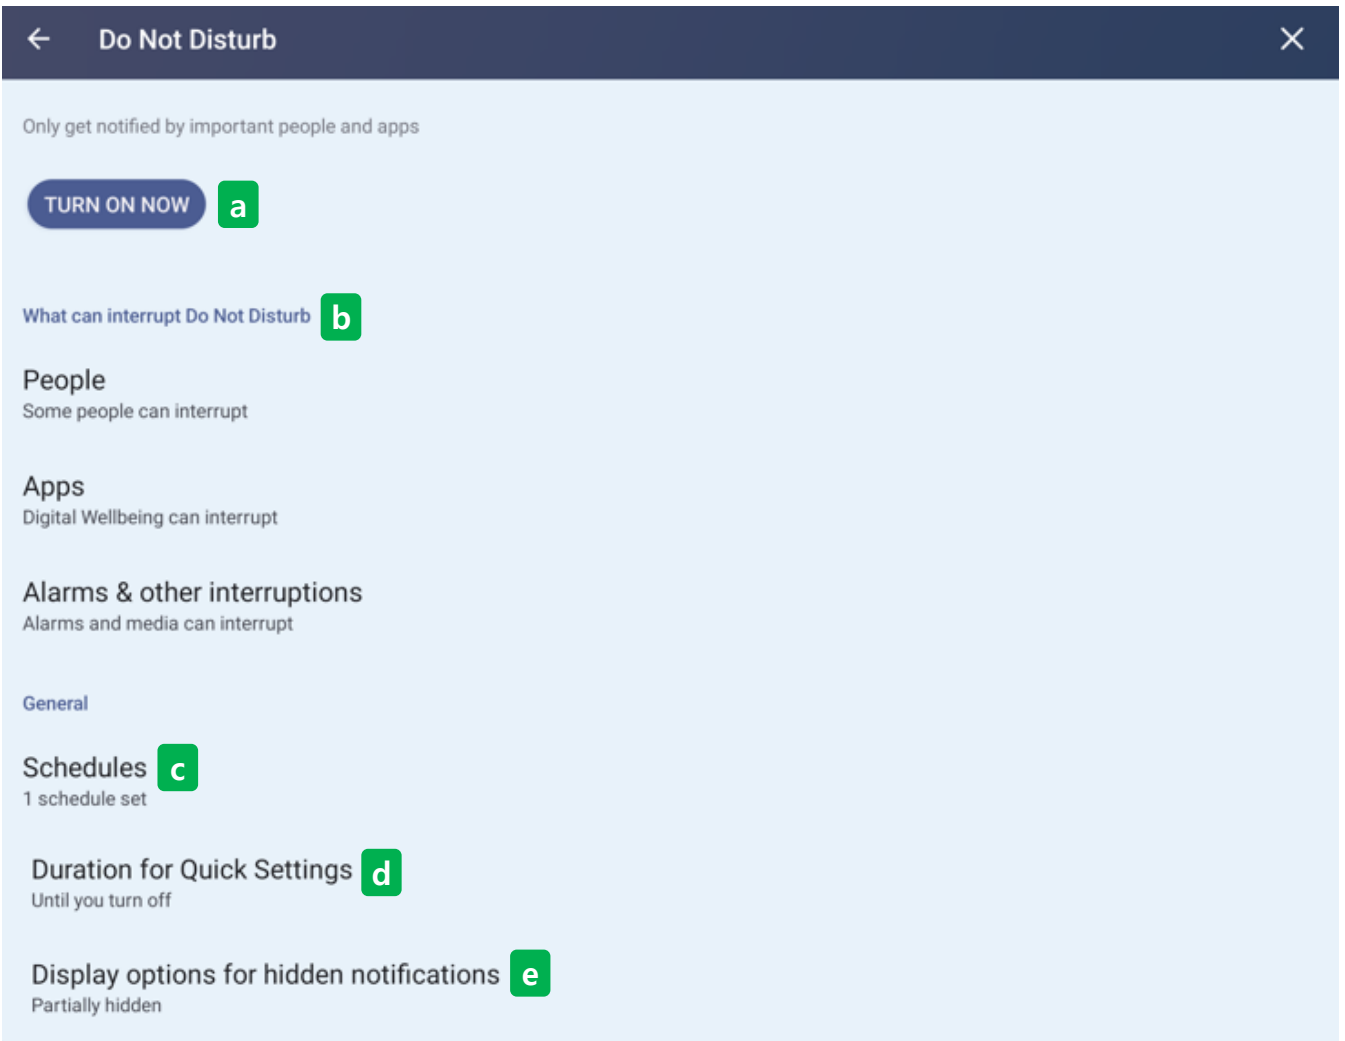 Do Not Disturb
Only get notified by important people and apps
TURN ON NOW a
What can interrupt Do Not Disturb b
People
Some people can interrupt
Apps
Digital Wellbeing can interrupt
Alarms & other interruptions
Alarms and media can interrupt
General
Schedules c
1 schedule set
Duration for Quick Settings d
Until you turn off
Display options for hidden notifications e
Partially hidden